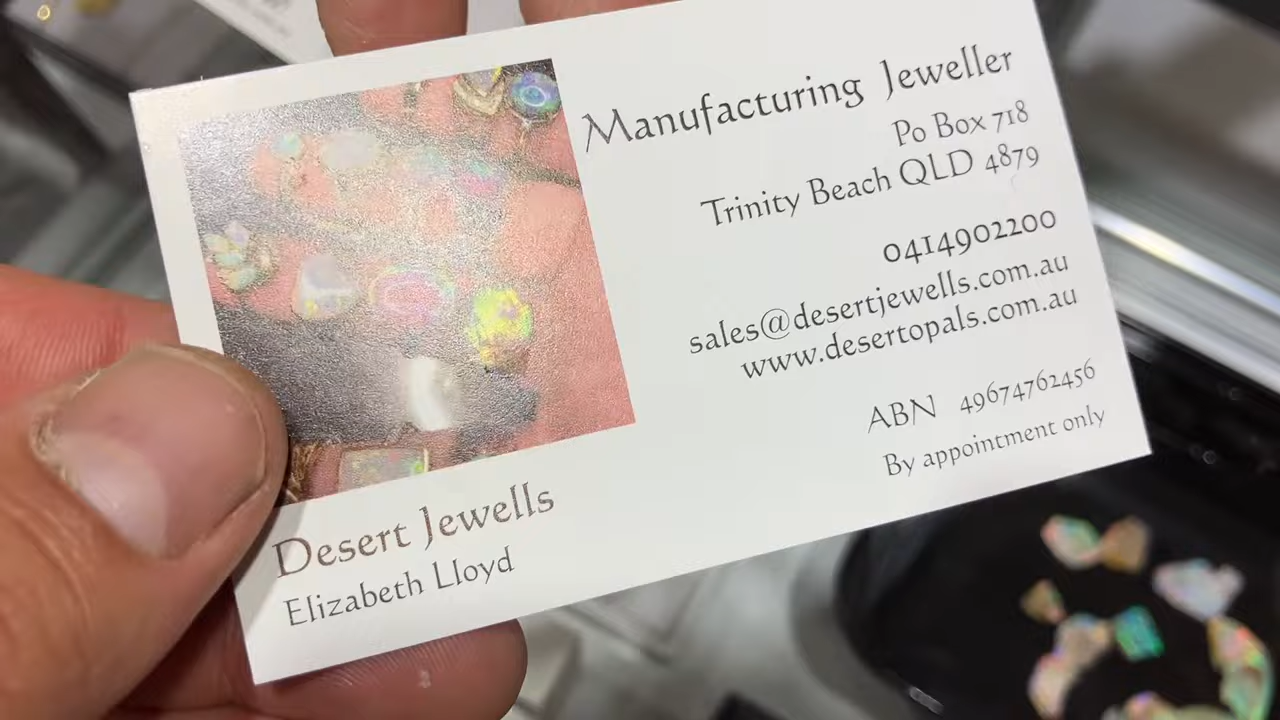 Manufacturing Jeweller
Po Box 718
Trinity Beach QLD 4879
0414902200
sales@desertjewells.com.au
www.desertopals.com.au
ABN 49674762456
By appointment only
Desert Jewells
Elizabeth Lloyd